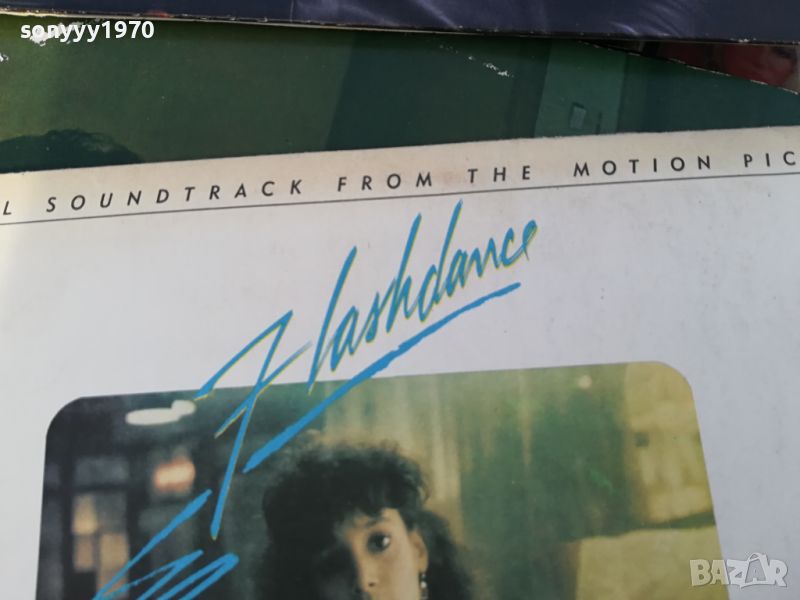 sonyyy1970
L SOUNDTRACK FROM THE MOTION PIC
Flashdance
BAZAR